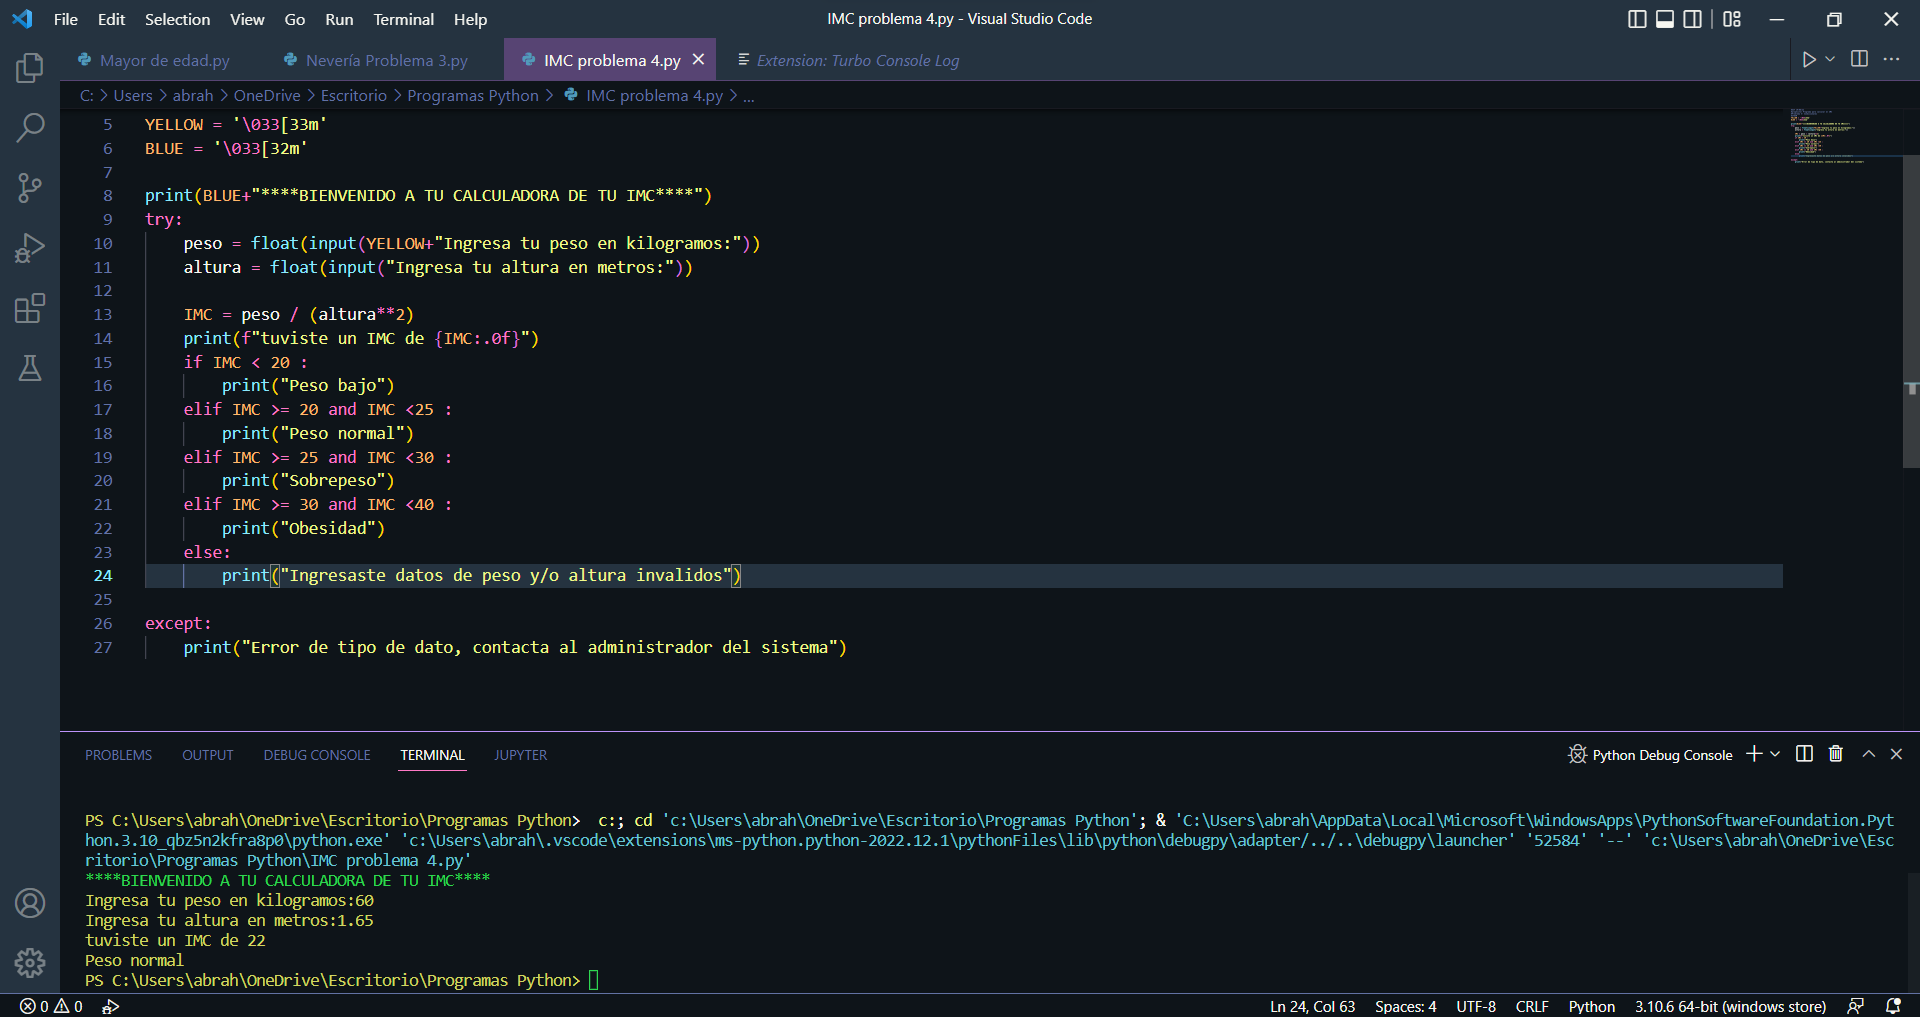 File Edit Selection View Go Run Terminal Help IMC problema 4.py - Visual Studio Code
Mayor de edad.py Nevería Problema 3.py IMC problema 4.py Extension: Turbo Console Log
C: > Users > abrah > OneDrive > Escritorio > Programas Python > IMC problema 4.py > ...
5 YELLOW = '\033[33m'
6 BLUE = '\033[32m'
7
8 print(BLUE+"****BIENVENIDO A TU CALCULADORA DE TU IMC****")
9 try:
10     peso = float(input(YELLOW+"Ingresa tu peso en kilogramos:"))
11     altura = float(input("Ingresa tu altura en metros:"))
12
13     IMC = peso / (altura**2)
14     print(f"tuviste un IMC de {IMC:.0f}")
15     if IMC < 20 :
16         print("Peso bajo")
17     elif IMC >= 20 and IMC <25 :
18         print("Peso normal")
19     elif IMC >= 25 and IMC <30 :
20         print("Sobrepeso")
21     elif IMC >= 30 and IMC <40 :
22         print("Obesidad")
23     else:
24         print("Ingresaste datos de peso y/o altura invalidos")
25
26 except:
27     print("Error de tipo de dato, contacta al administrador del sistema")
PROBLEMS OUTPUT DEBUG CONSOLE TERMINAL JUPYTER Python Debug Console
PS C:\Users\abrah\OneDrive\Escritorio\Programas Python>  c:; cd 'c:\Users\abrah\OneDrive\Escritorio\Programas Python'; & 'C:\Users\abrah\AppData\Local\Microsoft\WindowsApps\PythonSoftwareFoundation.Pyt
hon.3.10_qbz5n2kfra8p0\python.exe' 'c:\Users\abrah\.vscode\extensions\ms-python.python-2022.12.1\pythonFiles\lib\python\debugpy\adapter/../..\debugpy\launcher' '52584' '--' 'c:\Users\abrah\OneDrive\Esc
ritorio\Programas Python\IMC problema 4.py'
****BIENVENIDO A TU CALCULADORA DE TU IMC****
Ingresa tu peso en kilogramos:60
Ingresa tu altura en metros:1.65
tuviste un IMC de 22
Peso normal
PS C:\Users\abrah\OneDrive\Escritorio\Programas Python>
0 0 Ln 24, Col 63 Spaces: 4 UTF-8 CRLF Python 3.10.6 64-bit (windows store)